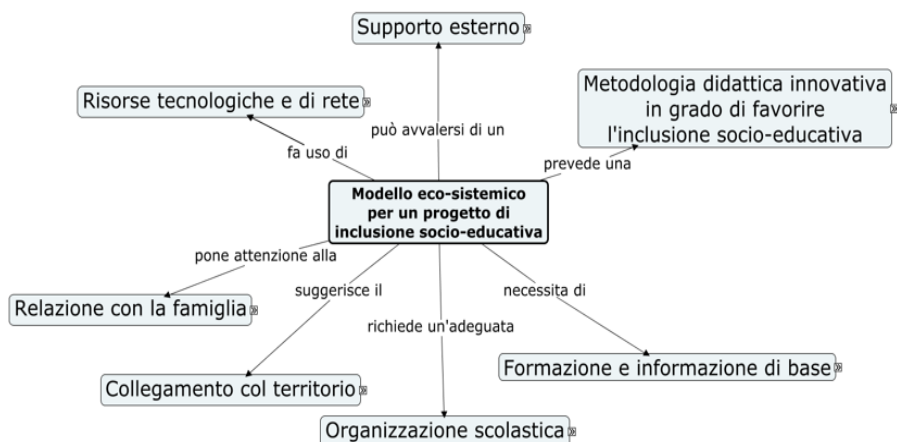 Supporto esterno
Risorse tecnologiche e di rete
Metodologia didattica innovativa
in grado di favorire
l'inclusione socio-educativa
può avvalersi di un
fa uso di
prevede una
Modello eco-sistemico
per un progetto di
inclusione socio-educativa
pone attenzione alla
suggerisce il
necessita di
richiede un'adeguata
Relazione con la famiglia
Formazione e informazione di base
Collegamento col territorio
Organizzazione scolastica